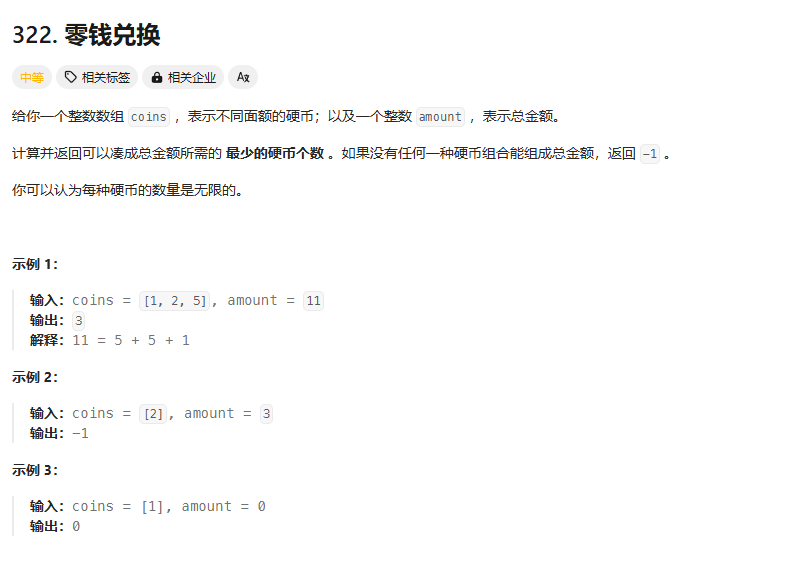 322. 零钱兑换
中等 相关标签 相关企业 A文
给你一个整数数组 coins ，表示不同面额的硬币；以及一个整数 amount ，表示总金额。
计算并返回可以凑成总金额所需的 最少的硬币个数 。如果没有任何一种硬币组合能组成总金额，返回 -1 。
你可以认为每种硬币的数量是无限的。
示例 1：
输入：coins = [1, 2, 5], amount = 11
输出：3
解释：11 = 5 + 5 + 1
示例 2：
输入：coins = [2], amount = 3
输出：-1
示例 3：
输入：coins = [1], amount = 0
输出：0